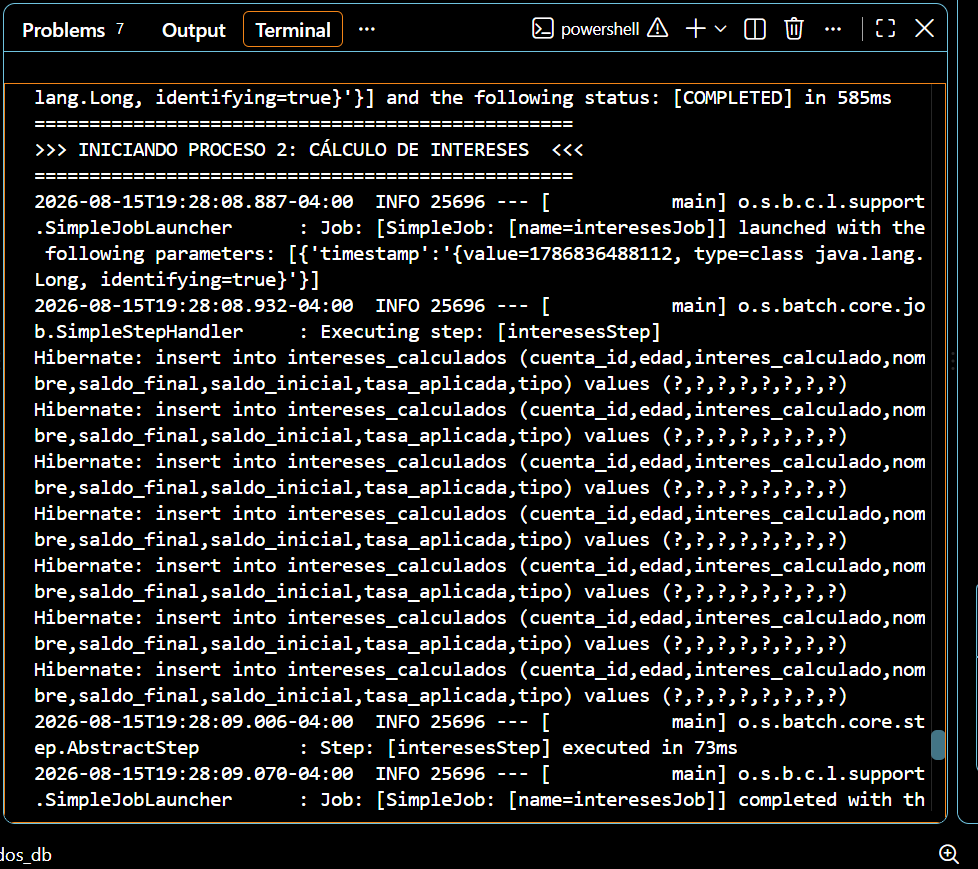 Problems 7 Output Terminal ··· powershell ···
lang.Long, identifying=true}'}] and the following status: [COMPLETED] in 585ms
=================================================
>>> INICIANDO PROCESO 2: CÁLCULO DE INTERESES  <<<
=================================================
2026-08-15T19:28:08.887-04:00  INFO 25696 --- [           main] o.s.b.c.l.support
.SimpleJobLauncher      : Job: [SimpleJob: [name=interesesJob]] launched with the
 following parameters: [{'timestamp':'{value=1786836488112, type=class java.lang.
Long, identifying=true}'}]
2026-08-15T19:28:08.932-04:00  INFO 25696 --- [           main] o.s.batch.core.jo
b.SimpleStepHandler     : Executing step: [interesesStep]
Hibernate: insert into intereses_calculados (cuenta_id,edad,interes_calculado,nom
bre,saldo_final,saldo_inicial,tasa_aplicada,tipo) values (?,?,?,?,?,?,?,?)
Hibernate: insert into intereses_calculados (cuenta_id,edad,interes_calculado,nom
bre,saldo_final,saldo_inicial,tasa_aplicada,tipo) values (?,?,?,?,?,?,?,?)
Hibernate: insert into intereses_calculados (cuenta_id,edad,interes_calculado,nom
bre,saldo_final,saldo_inicial,tasa_aplicada,tipo) values (?,?,?,?,?,?,?,?)
Hibernate: insert into intereses_calculados (cuenta_id,edad,interes_calculado,nom
bre,saldo_final,saldo_inicial,tasa_aplicada,tipo) values (?,?,?,?,?,?,?,?)
Hibernate: insert into intereses_calculados (cuenta_id,edad,interes_calculado,nom
bre,saldo_final,saldo_inicial,tasa_aplicada,tipo) values (?,?,?,?,?,?,?,?)
Hibernate: insert into intereses_calculados (cuenta_id,edad,interes_calculado,nom
bre,saldo_final,saldo_inicial,tasa_aplicada,tipo) values (?,?,?,?,?,?,?,?)
Hibernate: insert into intereses_calculados (cuenta_id,edad,interes_calculado,nom
bre,saldo_final,saldo_inicial,tasa_aplicada,tipo) values (?,?,?,?,?,?,?,?)
2026-08-15T19:28:09.006-04:00  INFO 25696 --- [           main] o.s.batch.core.st
ep.AbstractStep         : Step: [interesesStep] executed in 73ms
2026-08-15T19:28:09.070-04:00  INFO 25696 --- [           main] o.s.b.c.l.support
.SimpleJobLauncher      : Job: [SimpleJob: [name=interesesJob]] completed with th
dos_db